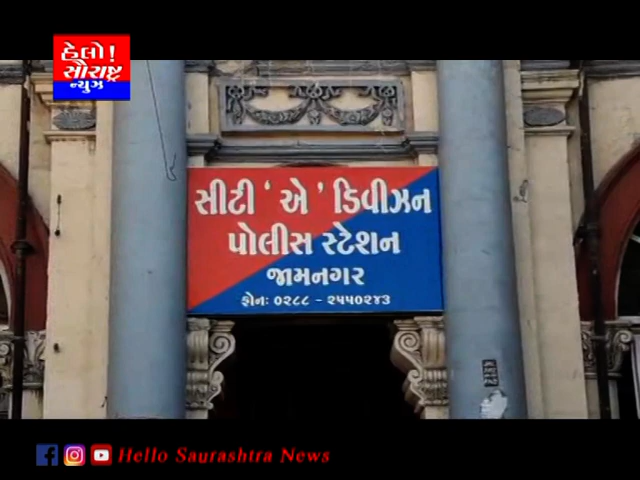 હેલો!
સૌરાષ્ટ્ર
ન્યુઝ
સીટી ‘ એ ’ ડિવીઝન
પોલીસ સ્ટેશન
જામનગર
ફોન: ૦૨૮૮ - ૨૫૫૦૨૪૩
Hello Saurashtra News